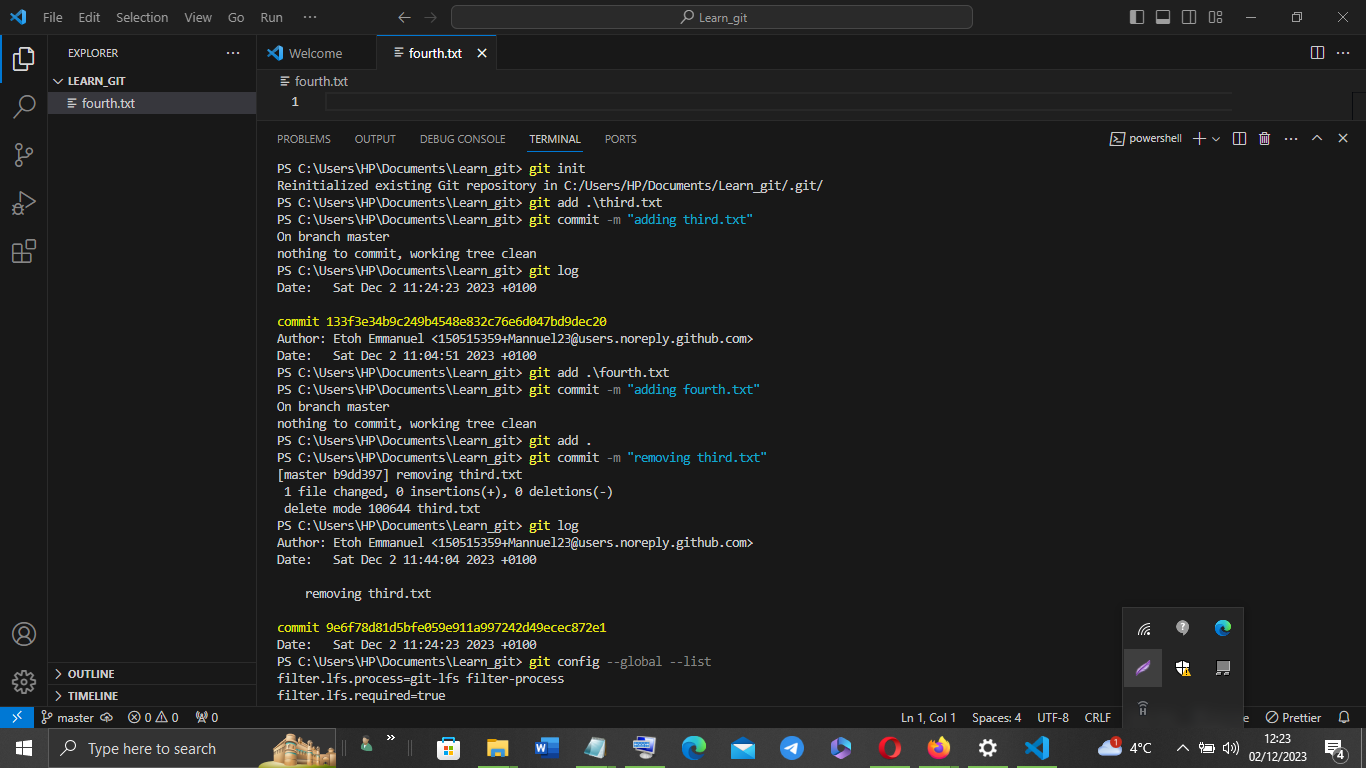 File Edit Selection View Go Run ··· Learn_git
EXPLORER ···
LEARN_GIT
fourth.txt
Welcome
fourth.txt
fourth.txt
1
PROBLEMS OUTPUT DEBUG CONSOLE TERMINAL PORTS
powershell
PS C:\Users\HP\Documents\Learn_git> git init
Reinitialized existing Git repository in C:/Users/HP/Documents/Learn_git/.git/
PS C:\Users\HP\Documents\Learn_git> git add .\third.txt
PS C:\Users\HP\Documents\Learn_git> git commit -m "adding third.txt"
On branch master
nothing to commit, working tree clean
PS C:\Users\HP\Documents\Learn_git> git log
Date:   Sat Dec 2 11:24:23 2023 +0100
commit 133f3e34b9c249b4548e832c76e6d047bd9dec20
Author: Etoh Emmanuel <150515359+Mannuel23@users.noreply.github.com>
Date:   Sat Dec 2 11:04:51 2023 +0100
PS C:\Users\HP\Documents\Learn_git> git add .\fourth.txt
PS C:\Users\HP\Documents\Learn_git> git commit -m "adding fourth.txt"
On branch master
nothing to commit, working tree clean
PS C:\Users\HP\Documents\Learn_git> git add .
PS C:\Users\HP\Documents\Learn_git> git commit -m "removing third.txt"
[master b9dd397] removing third.txt
 1 file changed, 0 insertions(+), 0 deletions(-)
 delete mode 100644 third.txt
PS C:\Users\HP\Documents\Learn_git> git log
Author: Etoh Emmanuel <150515359+Mannuel23@users.noreply.github.com>
Date:   Sat Dec 2 11:44:04 2023 +0100
    removing third.txt
commit 9e6f78d81d5bfe059e911a997242d49ecec872e1
Date:   Sat Dec 2 11:24:23 2023 +0100
PS C:\Users\HP\Documents\Learn_git> git config --global --list
filter.lfs.process=git-lfs filter-process
filter.lfs.required=true
OUTLINE
TIMELINE
master 0 0 0 Ln 1, Col 1 Spaces: 4 UTF-8 CRLF Prettier
Type here to search
1 4°C
12:23
02/12/2023
4